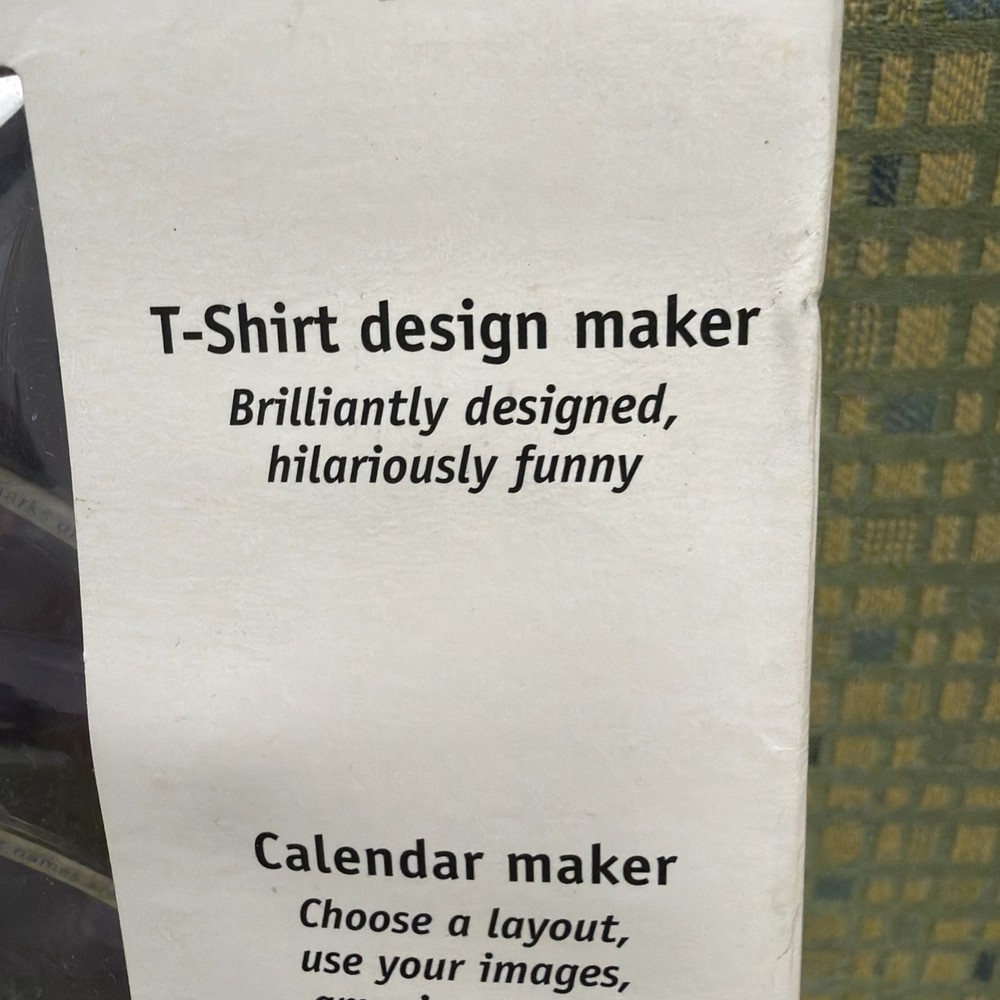 T-Shirt design maker
Brilliantly designed,
hilariously funny
Calendar maker
Choose a layout,
use your images,